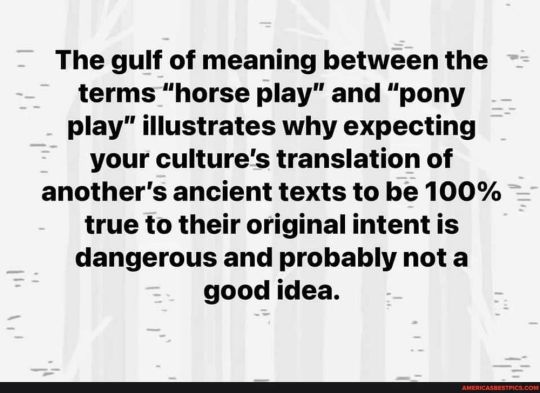 The gulf of meaning between the
terms “horse play” and “pony
play” illustrates why expecting
your culture’s translation of
another’s ancient texts to be 100%
true to their original intent is
dangerous and probably not a
good idea.
AMERICASBESTPICS.COM